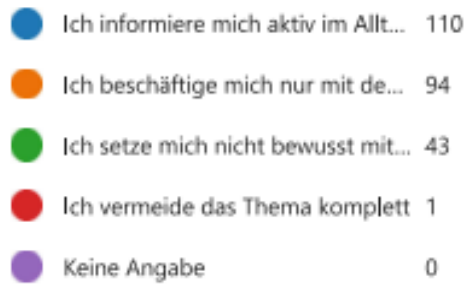 Ich informiere mich aktiv im Allt... 110
Ich beschäftige mich nur mit de... 94
Ich setze mich nicht bewusst mit... 43
Ich vermeide das Thema komplett 1
Keine Angabe 0